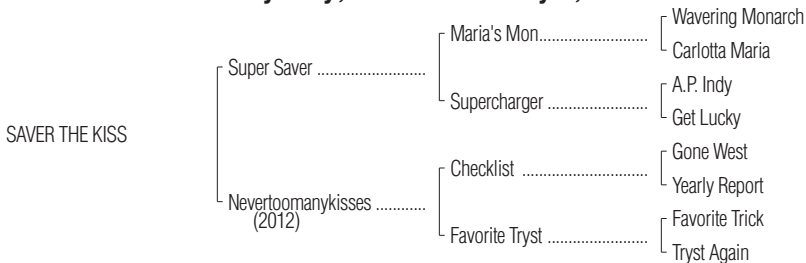 Wavering Monarch
Maria's Mon..........................
Carlotta Maria
Super Saver ..........................
A.P. Indy
Supercharger ........................
Get Lucky
SAVER THE KISS
Gone West
Checklist ..............................
Yearly Report
Nevertoomanykisses ............
(2012)
Favorite Trick
Favorite Tryst ........................
Tryst Again